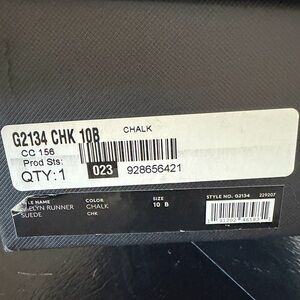 G2134 CHK 10B CHALK
CC 156
Prod Sts:
QTY:1 023 928656421
LE NAME COLOR SIZE STYLE NO. G2134 229207
RUNNER CHALK 10 B
SUEDE CHK